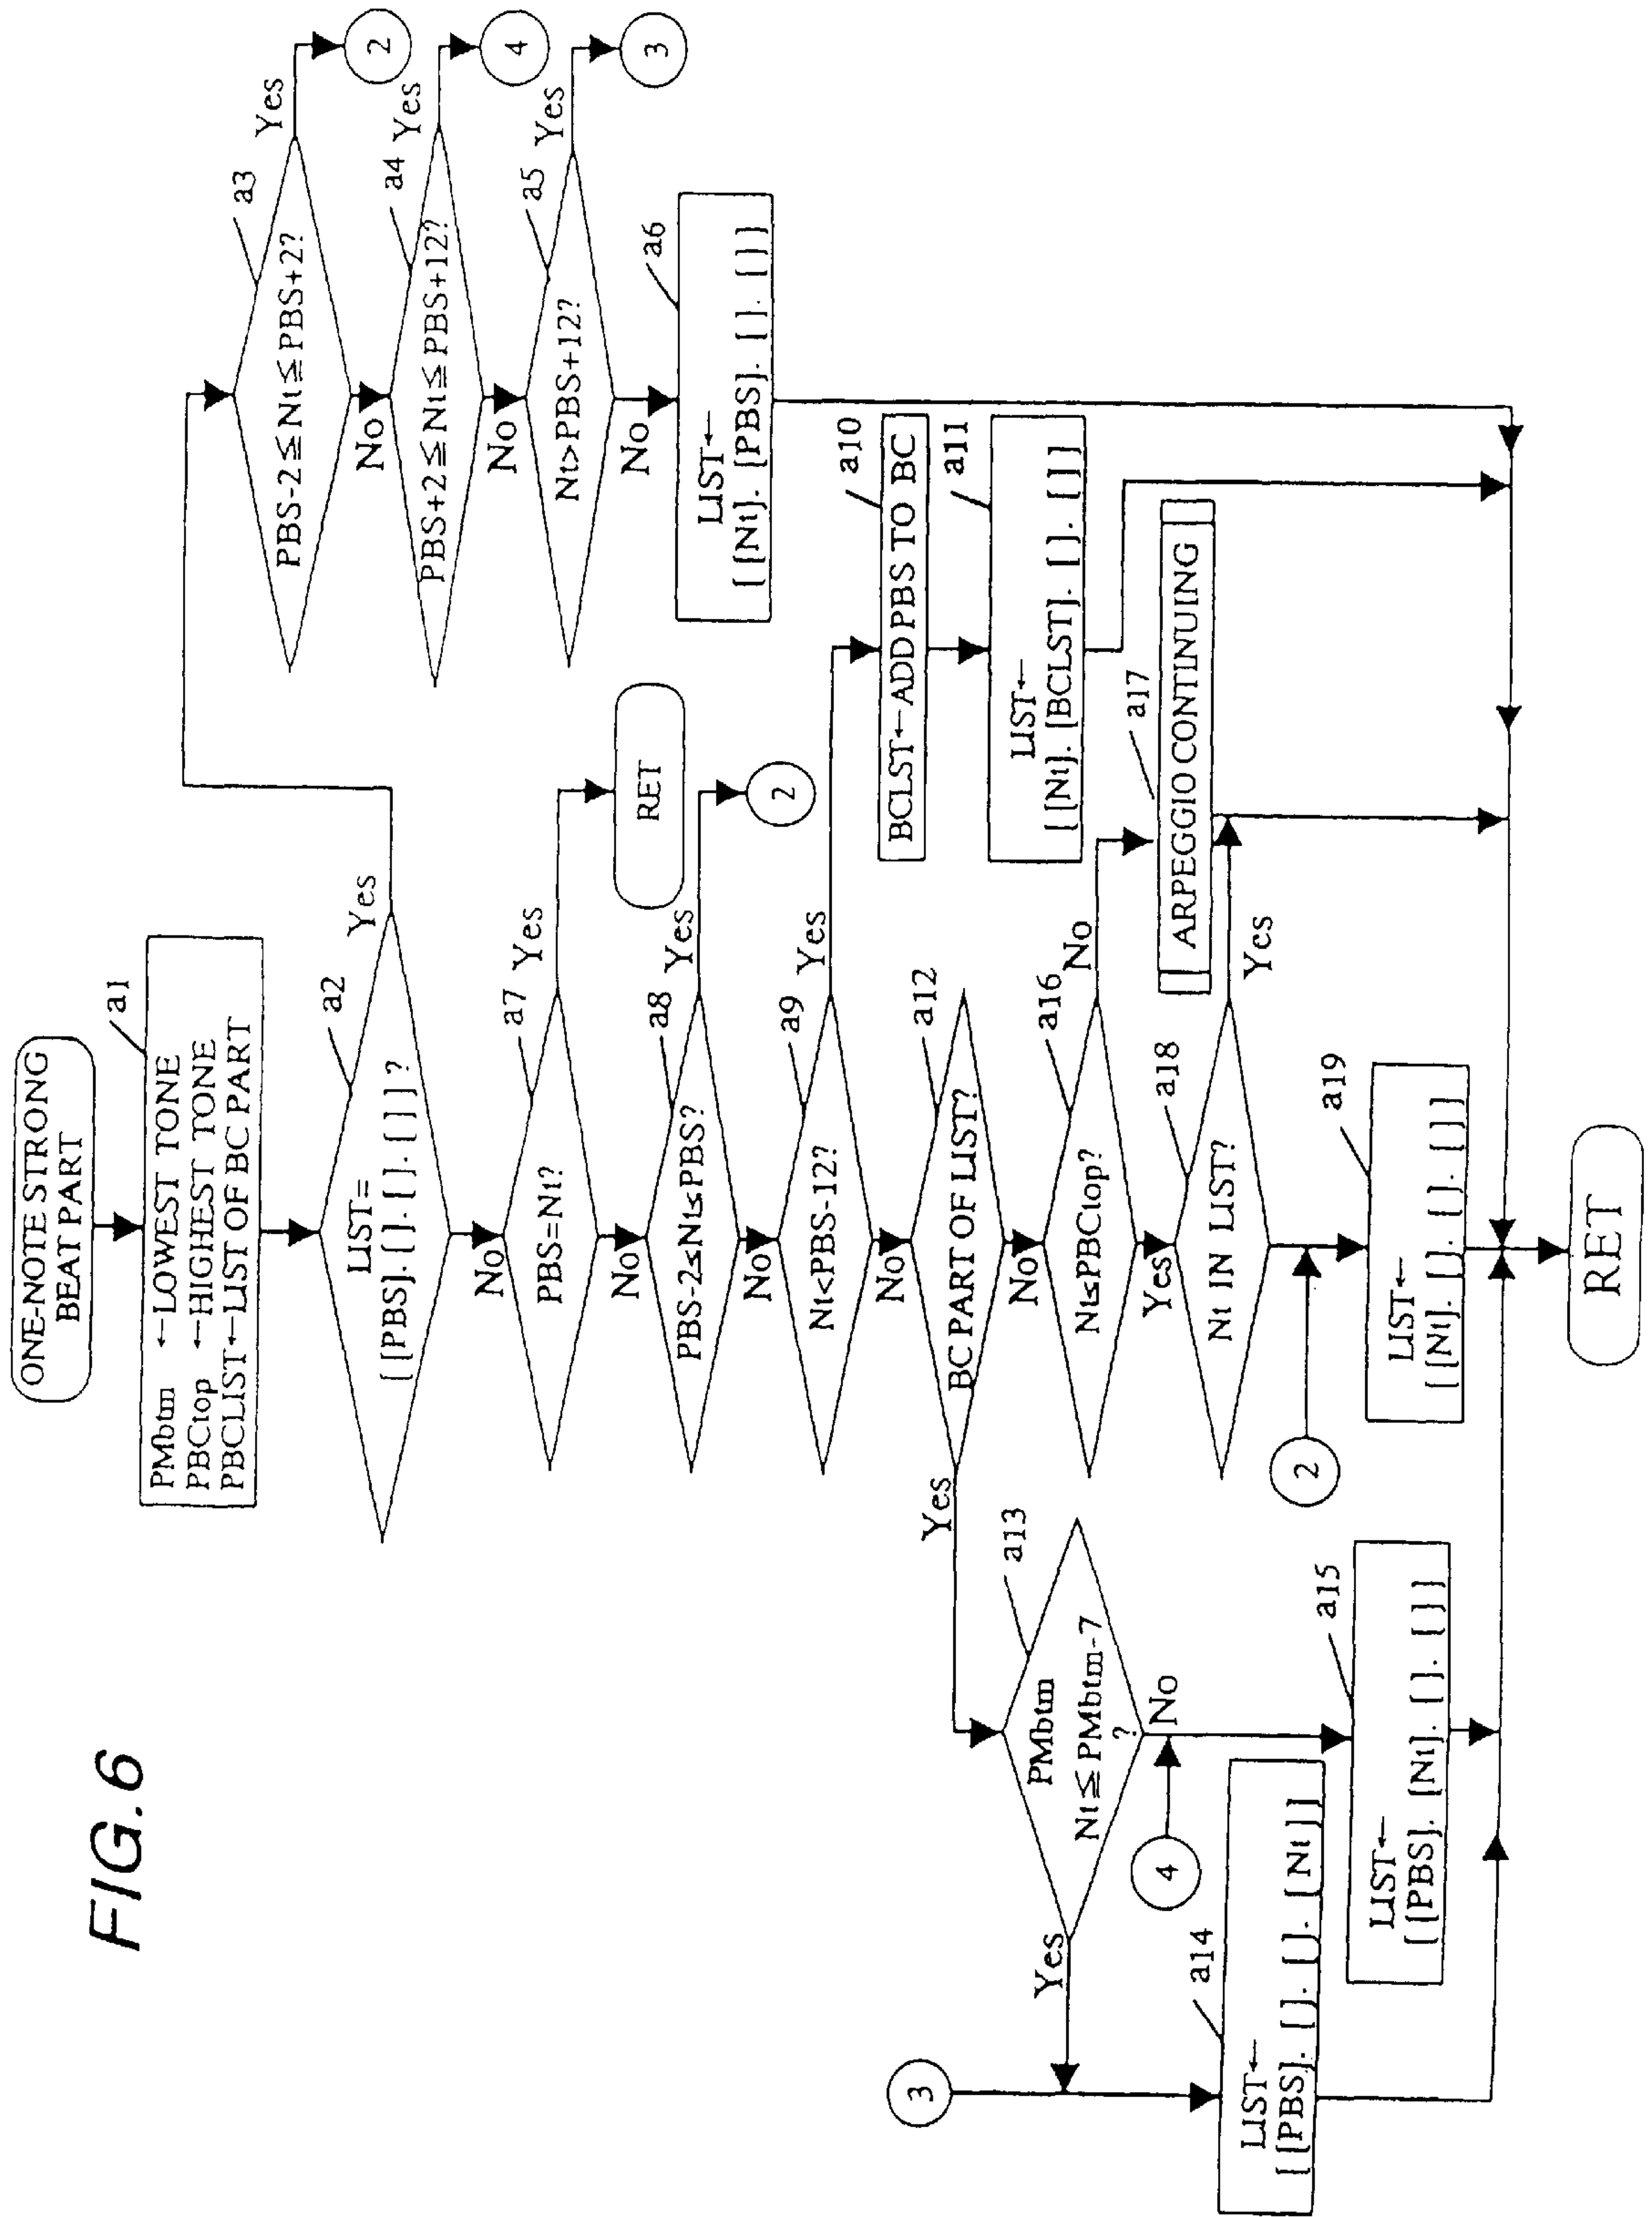 FIG.6
ONE-NOTE STRONG
BEAT PART
a1
PMbtm ←LOWEST TONE
PBCtop ←HIGHEST TONE
PBCLIST←LIST OF BC PART
a2
LIST=
[[PBS]. []. []. []] ?
Yes
No
a3
PBS-2≦Nt≦PBS+2?
Yes
2
No
a4
PBS+2≦Nt≦PBS+12?
Yes
4
No
a5
Nt>PBS+12?
Yes
3
No
a6
LIST←
[[Nt]. [PBS]. []. []]
a7
PBS=Nt?
Yes
RET
No
a8
PBS-2≤Nt≤PBS?
Yes
2
No
a9
Nt<PBS-12?
Yes
No
a10
BCLST←ADD PBS TO BC
a11
LIST←
[[Nt]. [BCLST]. []. []]
a12
BC PART OF LIST?
Yes
No
a13
PMbtm
Nt≦PMbtm-7
?
Yes
No
3
4
a14
LIST←
[[PBS]. []. []. [Nt]]
a15
LIST←
[[PBS]. [Nt]. []. []]
a16
Nt≤PBCtop?
No
Yes
a17
ARPEGGIO CONTINUING
a18
Nt IN LIST?
Yes
2
a19
LIST←
[[Nt]. []. []. []]
RET